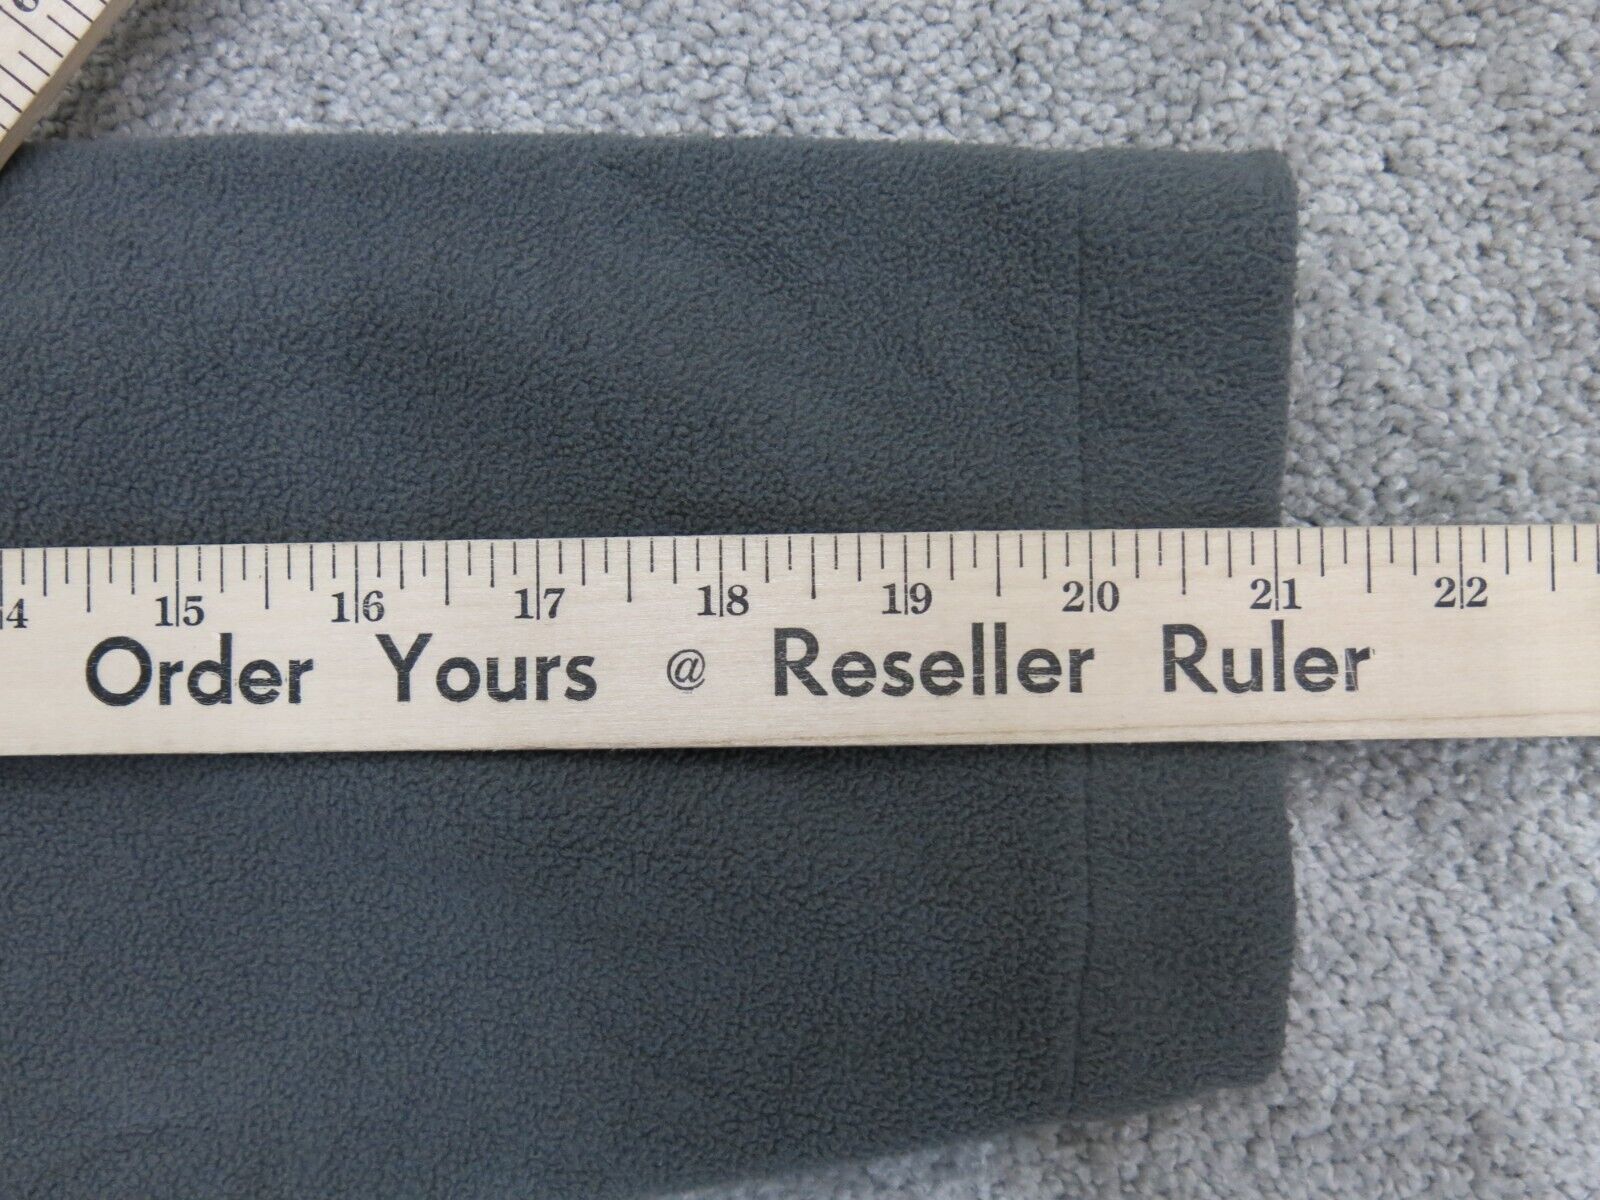 4 15 16 17 18 19 20 21 22
Order Yours @ Reseller Ruler